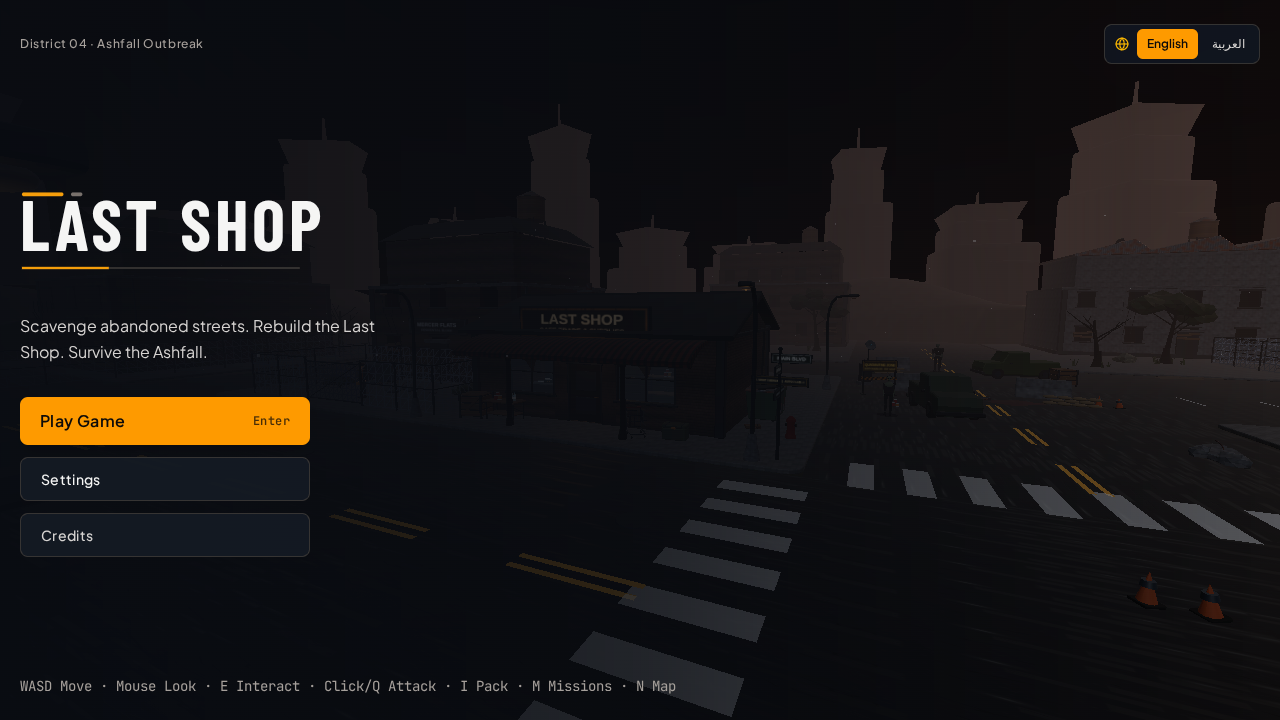 District 04 · Ashfall Outbreak
English
العربية
LAST SHOP
Scavenge abandoned streets. Rebuild the Last
Shop. Survive the Ashfall.
LAST SHOP
Play Game
Enter
Settings
Credits
WASD Move · Mouse Look · E Interact · Click/Q Attack · I Pack · M Missions · N Map